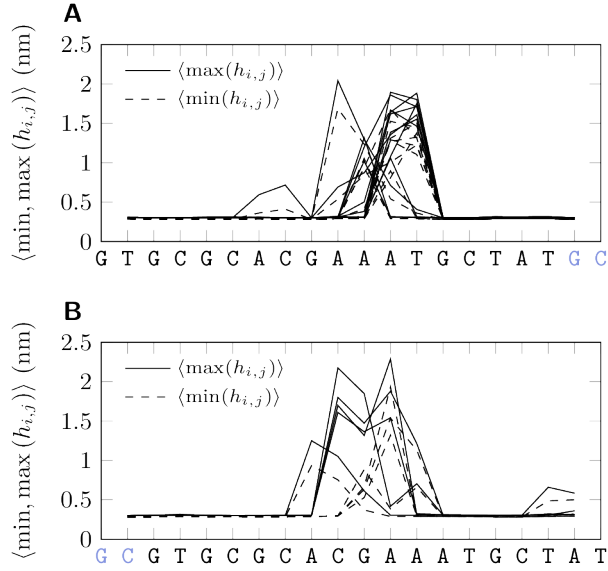 A
⟨min, max (h_{i,j})⟩ (nm)
2.5
2
1.5
1
0.5
0
⟨max(h_{i,j})⟩
⟨min(h_{i,j})⟩
G T G C G C A C G A A A T G C T A T G C
B
⟨min, max (h_{i,j})⟩ (nm)
2.5
2
1.5
1
0.5
0
⟨max(h_{i,j})⟩
⟨min(h_{i,j})⟩
G C G T G C G C A C G A A A T G C T A T